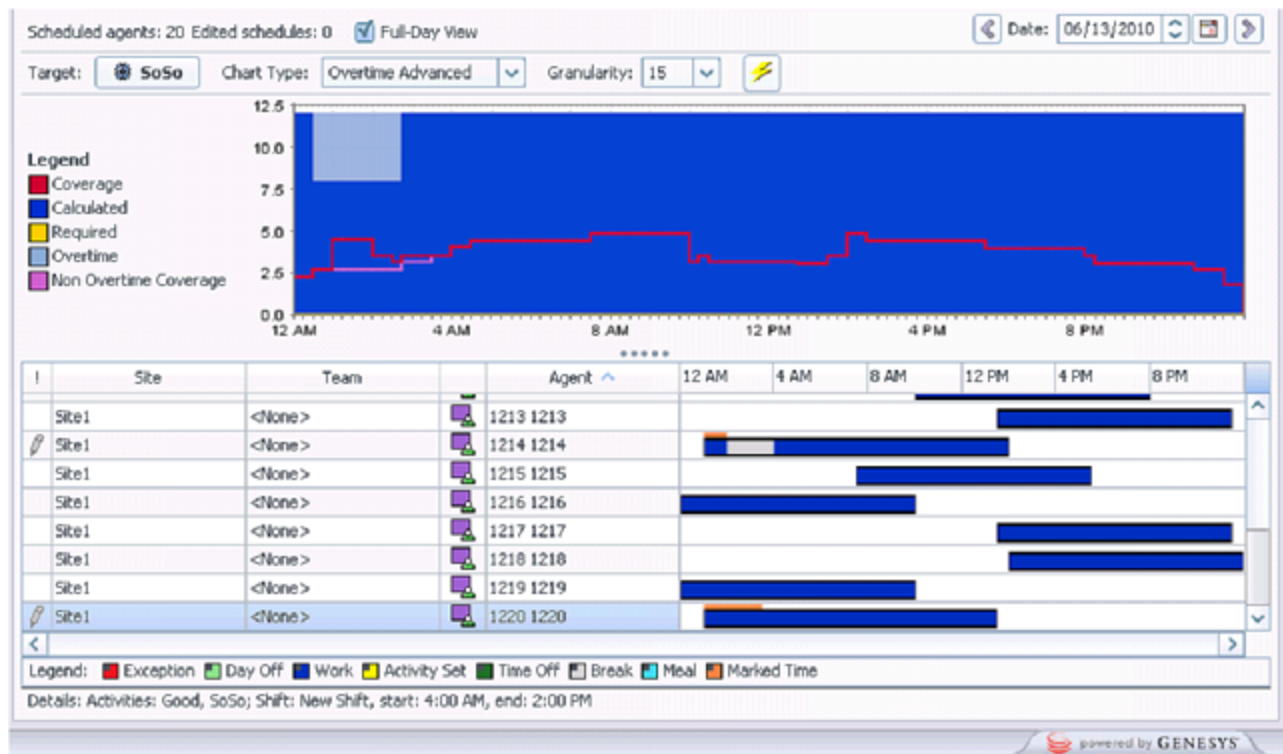 Scheduled agents: 20 Edited schedules: 0 Full-Day View Date: 06/13/2010
Target: SoSo Chart Type: Overtime Advanced Granularity: 15
12.5
10.0
7.5
5.0
2.5
0.0
Legend
Coverage
Calculated
Required
Overtime
Non Overtime Coverage
12 AM 4 AM 8 AM 12 PM 4 PM 8 PM
! Site Team Agent 12 AM 4 AM 8 AM 12 PM 4 PM 8 PM
Site1 <None> 1213 1213
Site1 <None> 1214 1214
Site1 <None> 1215 1215
Site1 <None> 1216 1216
Site1 <None> 1217 1217
Site1 <None> 1218 1218
Site1 <None> 1219 1219
Site1 <None> 1220 1220
Legend: Exception Day Off Work Activity Set Time Off Break Meal Marked Time
Details: Activities: Good, SoSo; Shift: New Shift, start: 4:00 AM, end: 2:00 PM
powered by GENESYS